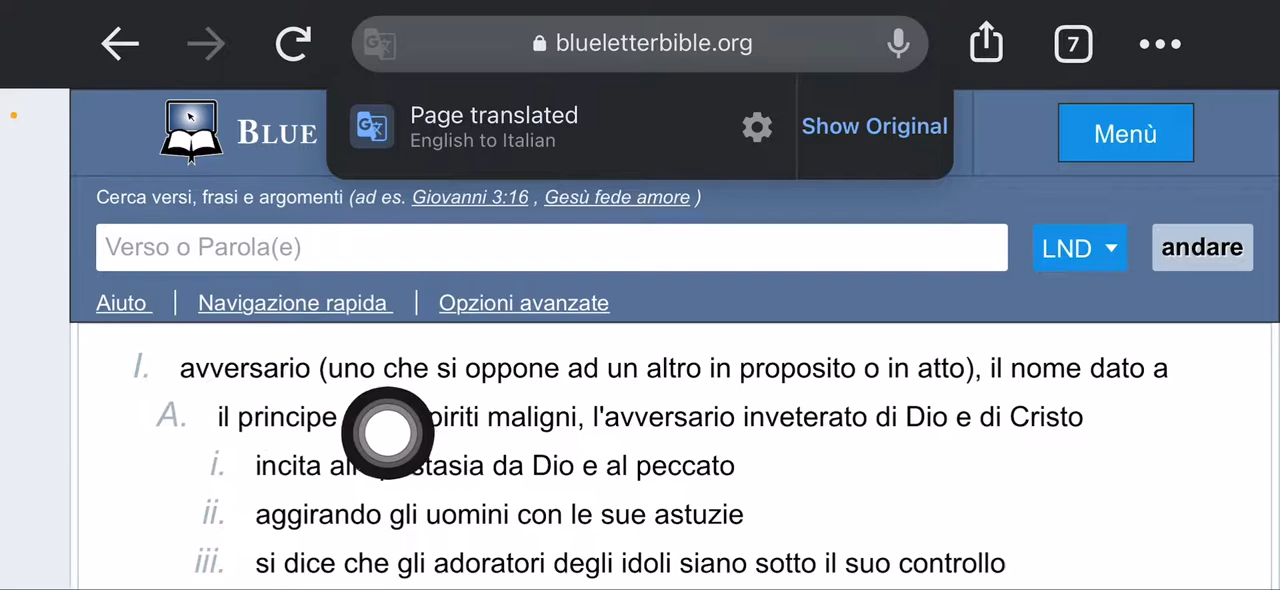 blueletterbible.org
7
Page translated
English to Italian
Show Original
BLUE
Menù
Cerca versi, frasi e argomenti (ad es. Giovanni 3:16 , Gesù fede amore )
Verso o Parola(e)
LND
andare
Aiuto | Navigazione rapida | Opzioni avanzate
I. avversario (uno che si oppone ad un altro in proposito o in atto), il nome dato a
A. il principe maligni, l'avversario inveterato di Dio e di Cristo
i. incita da Dio e al peccato
ii. aggirando gli uomini con le sue astuzie
iii. si dice che gli adoratori degli idoli siano sotto il suo controllo